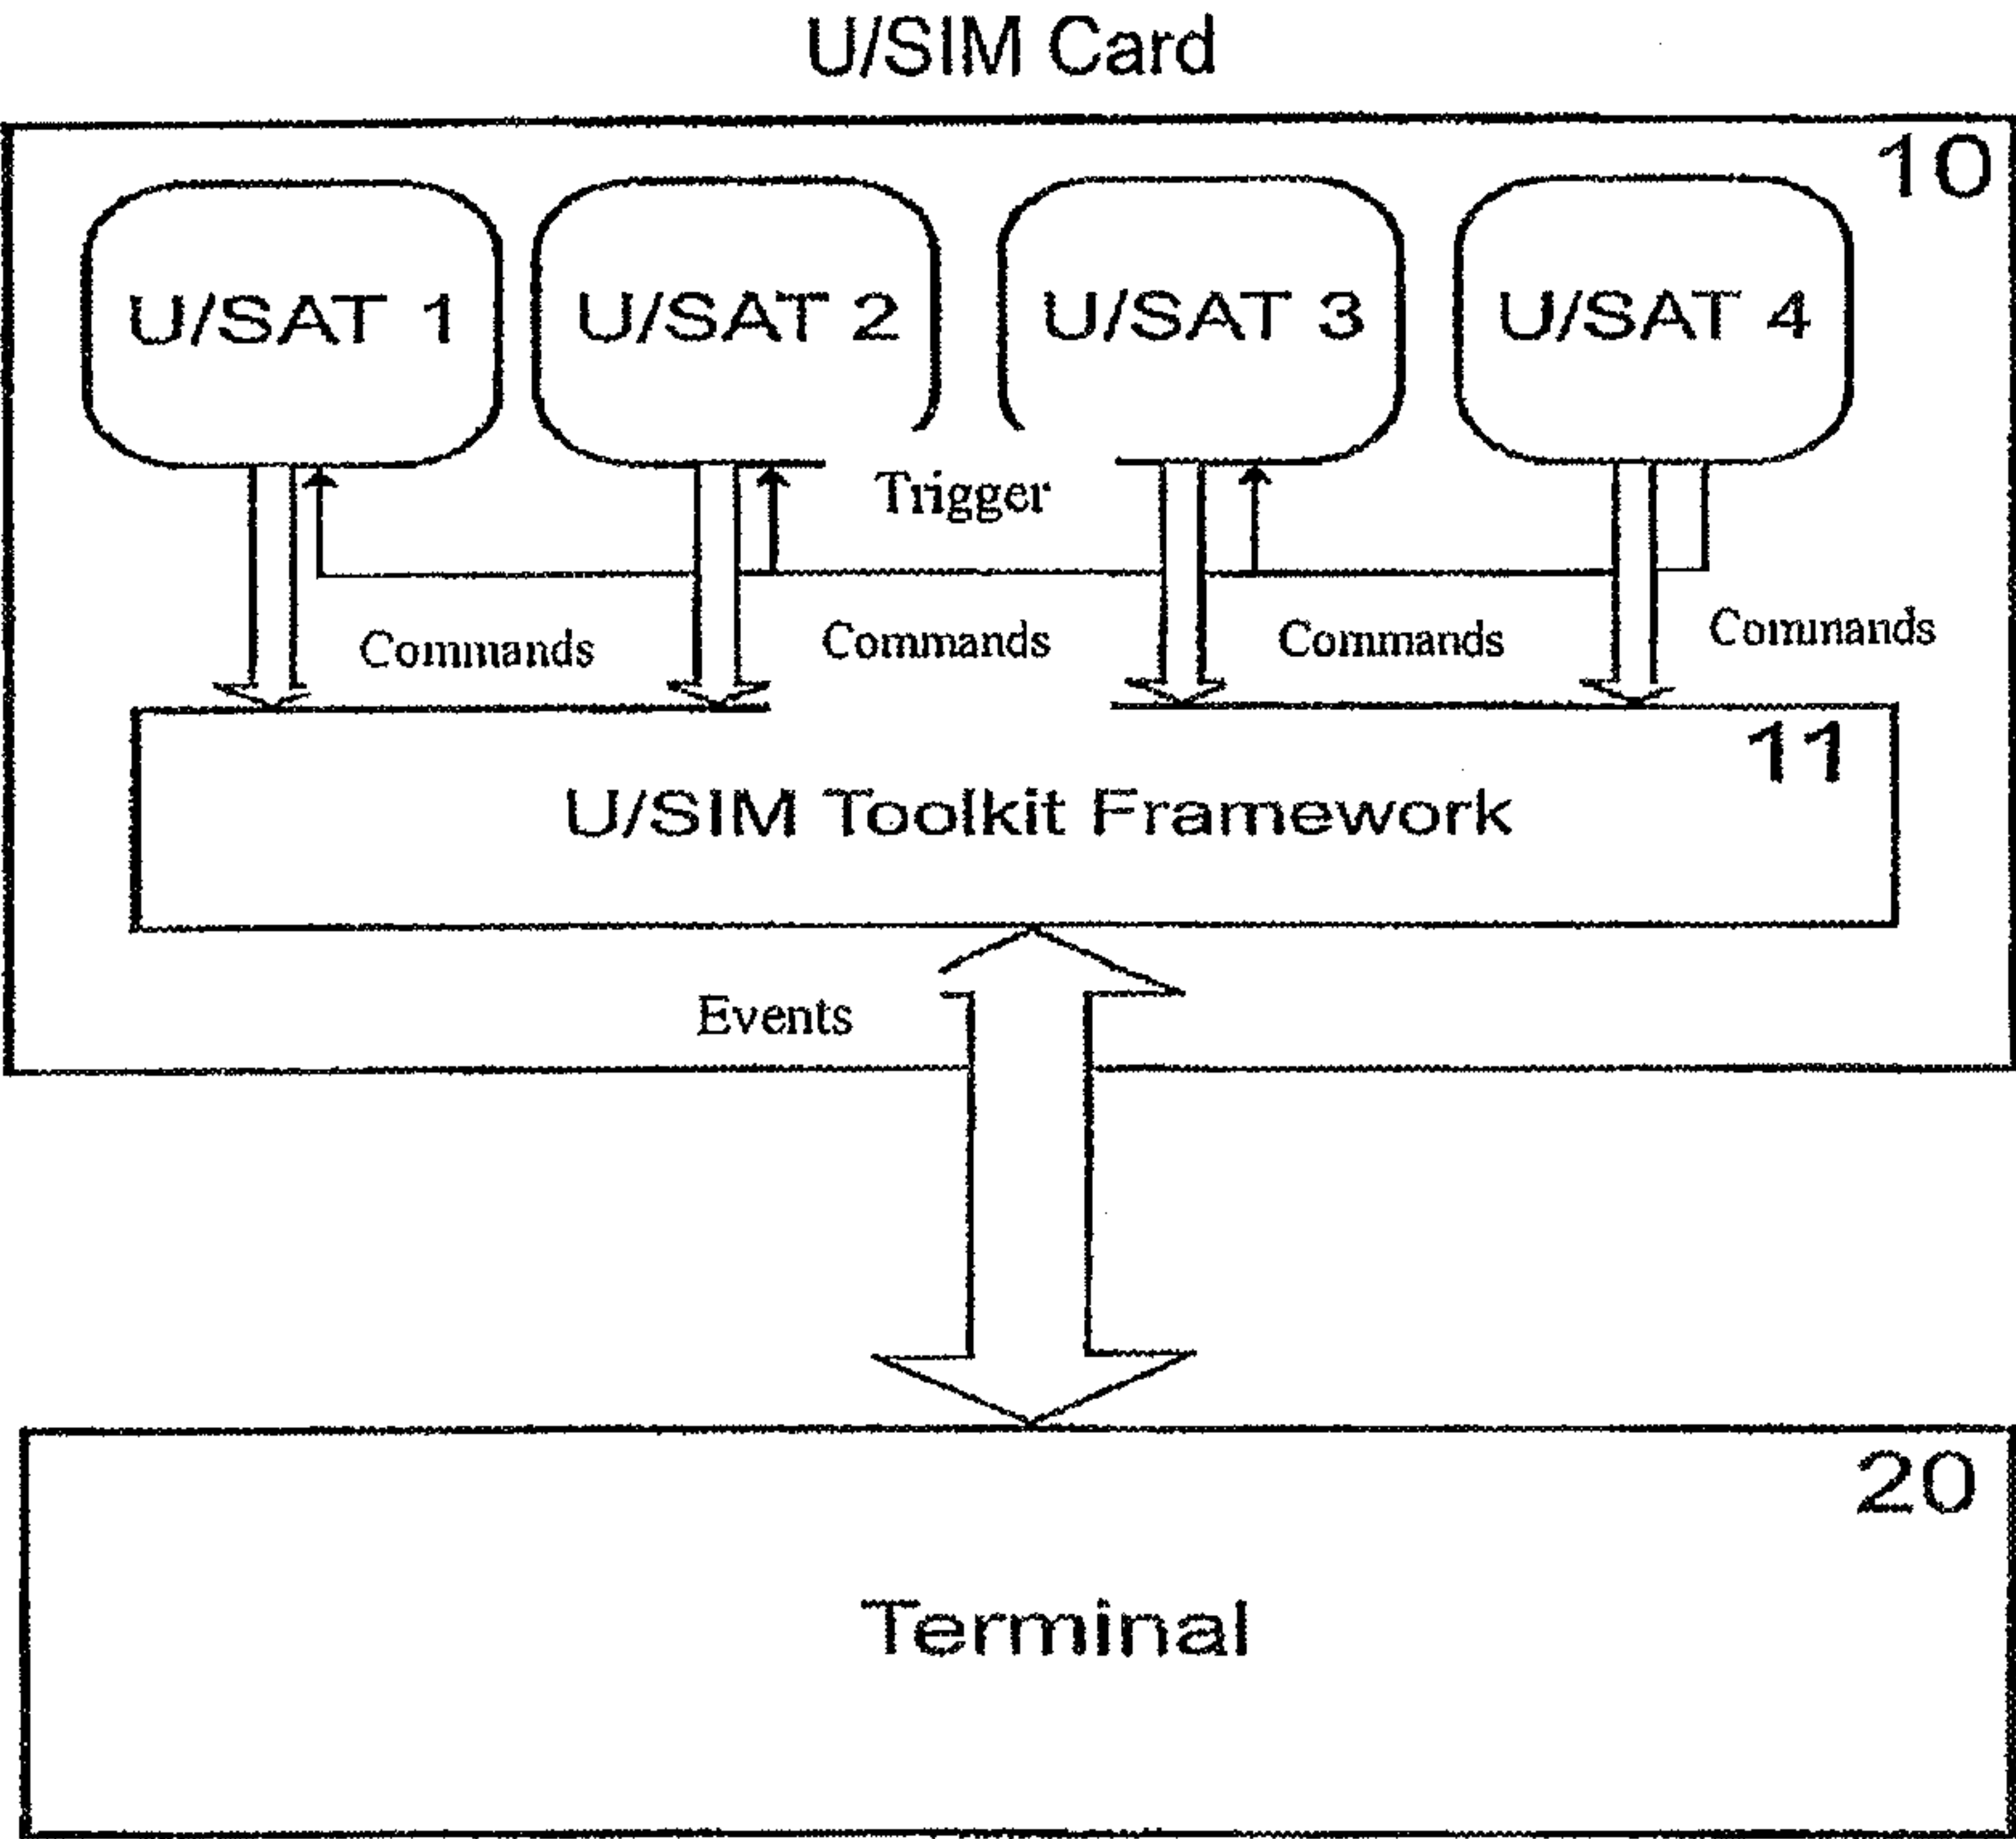 U/SIM Card
10
U/SAT 1
U/SAT 2
U/SAT 3
U/SAT 4
Trigger
Commands
Commands
Commands
Commands
11
U/SIM Toolkit Framework
Events
20
Terminal